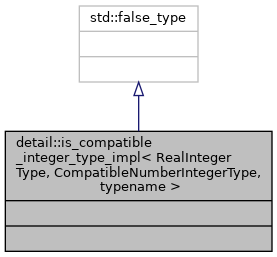 std::false_type
detail::is_compatible
_integer_type_impl< RealInteger
Type, CompatibleNumberIntegerType,
typename >